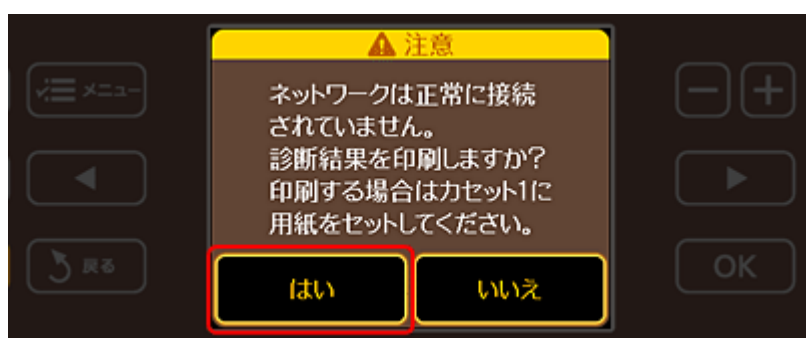 注意
メニュー
ネットワークは正常に接続
されていません。
診断結果を印刷しますか?
印刷する場合はカセット1に
用紙をセットしてください。
戻る
はい
いいえ
OK